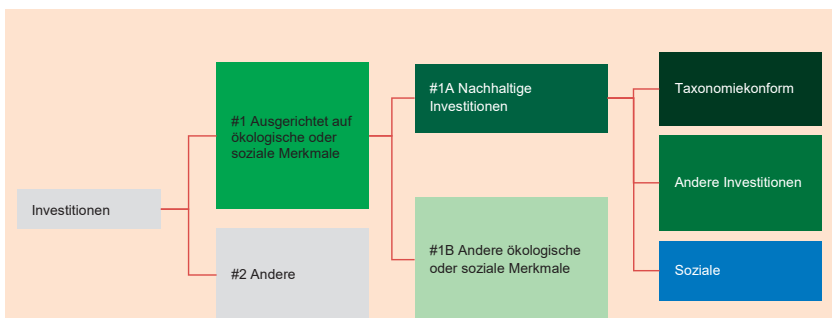 Investitionen
#1 Ausgerichtet auf
ökologische oder
soziale Merkmale
#2 Andere
#1A Nachhaltige
Investitionen
#1B Andere ökologische
oder soziale Merkmale
Taxonomiekonform
Andere Investitionen
Soziale